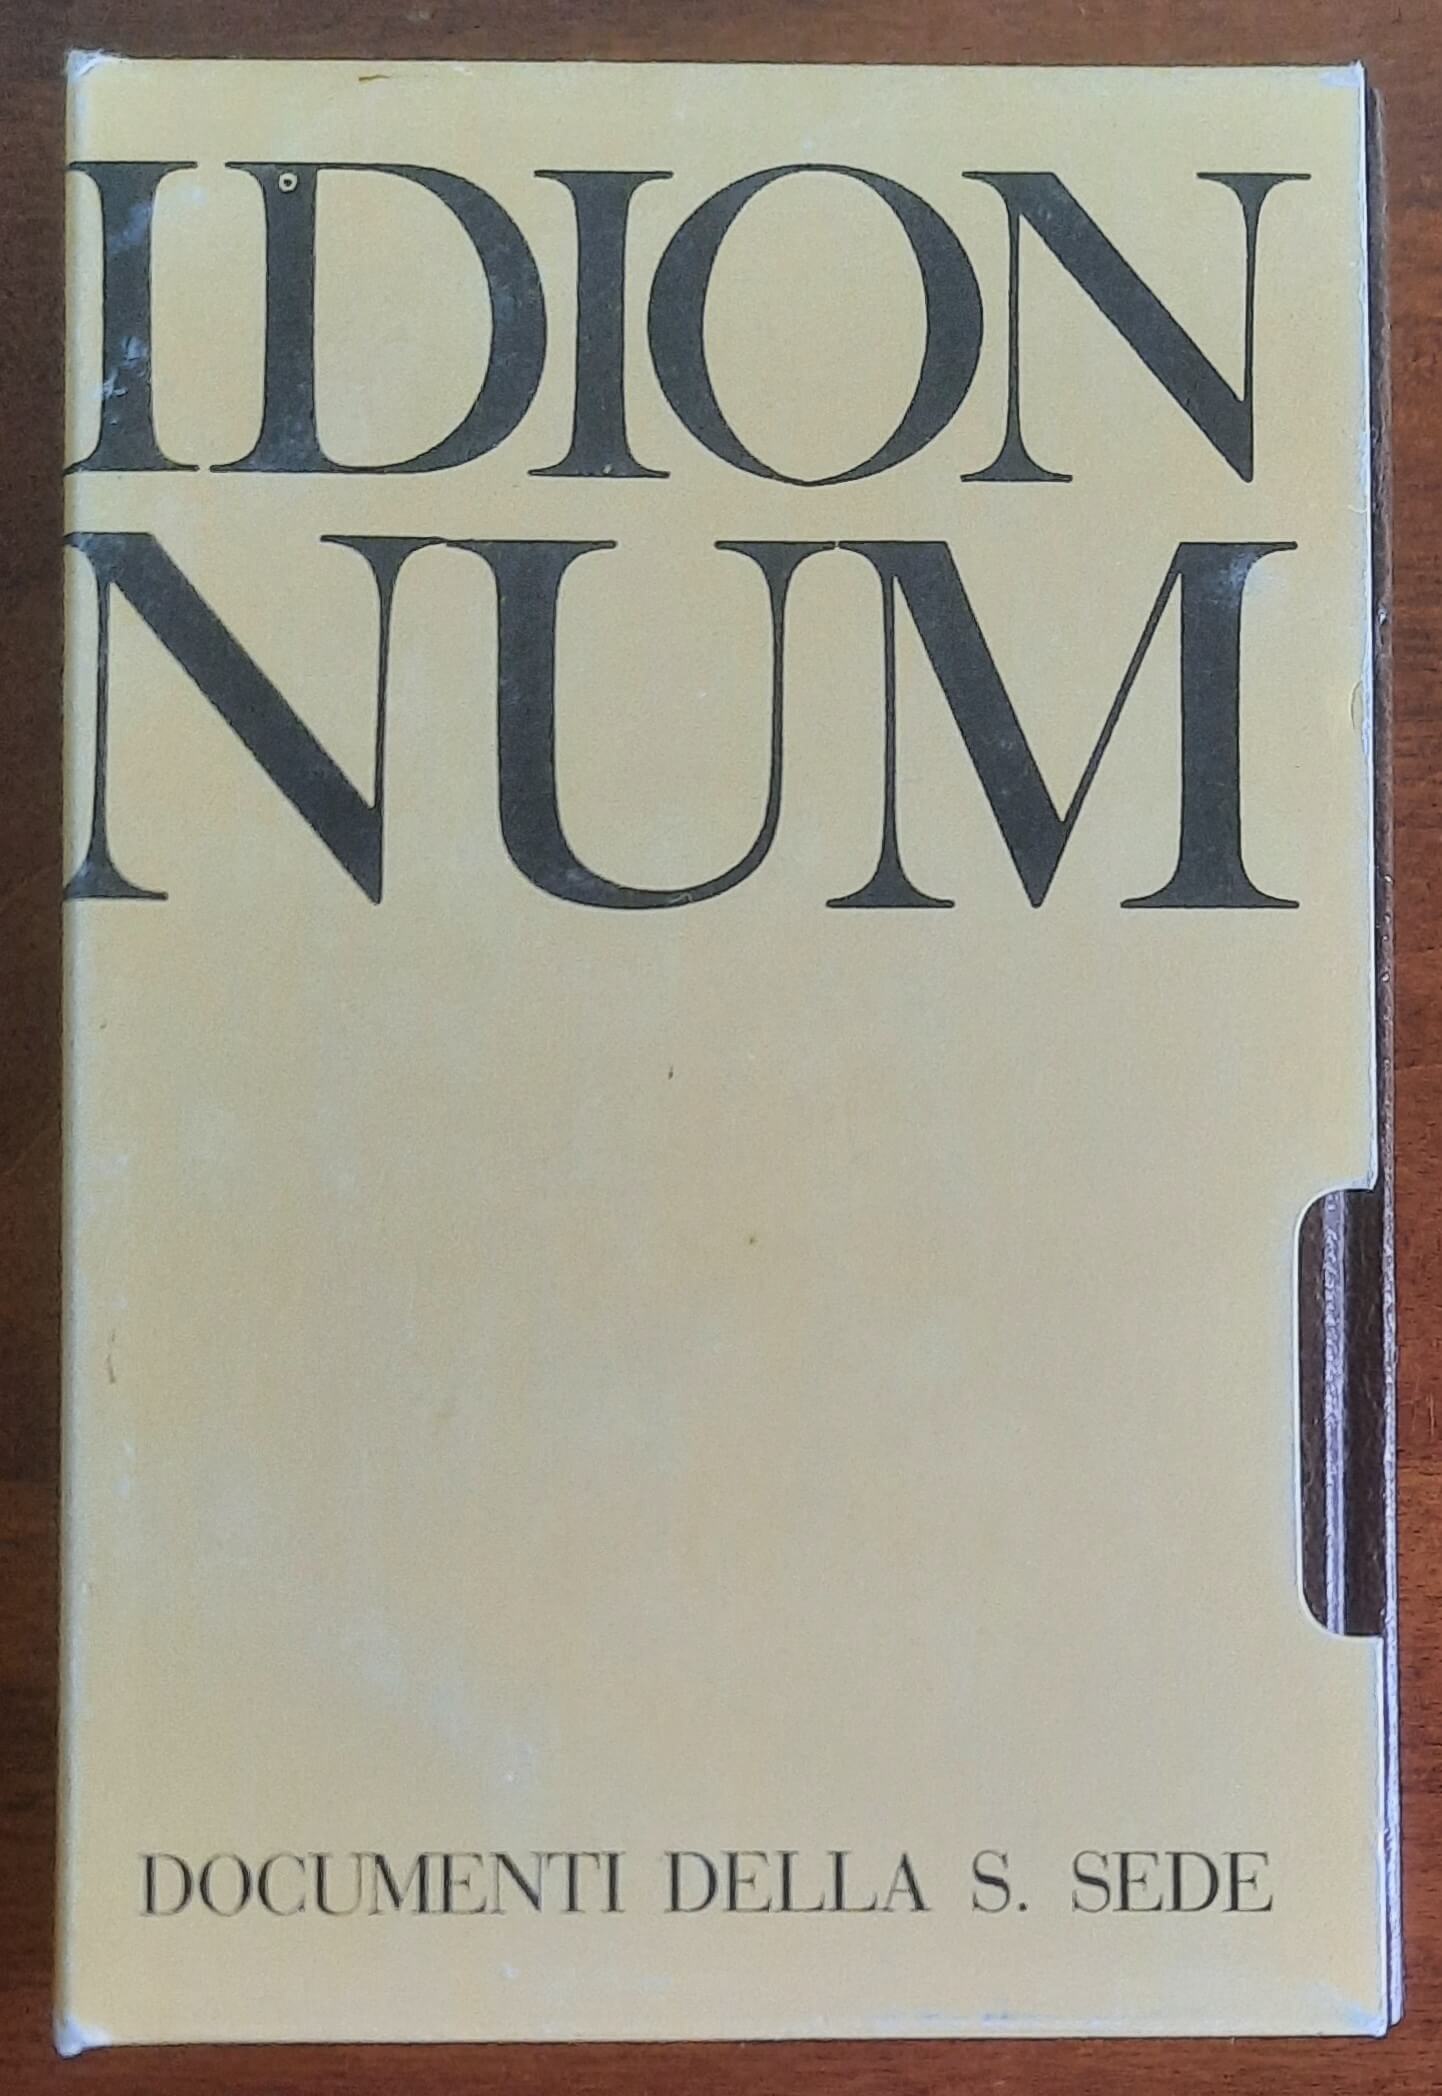 IDION
NUM
DOCUMENTI DELLA S. SEDE